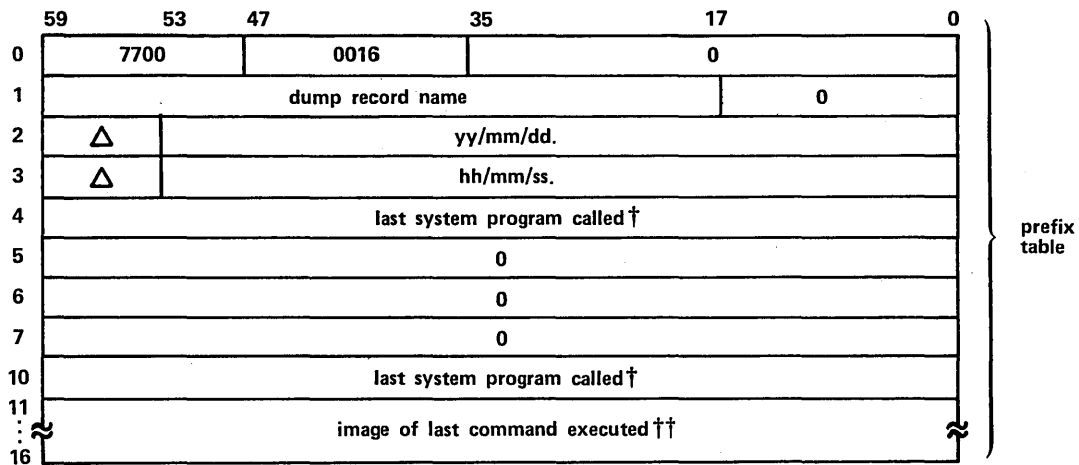 59 53 47 35 17 0
0 7700 0016 0
1 dump record name 0
2 △ yy/mm/dd.
3 △ hh/mm/ss.
4 last system program called†
5 0
6 0
7 0
10 last system program called†
11
⋮ image of last command executed††
16
prefix
table